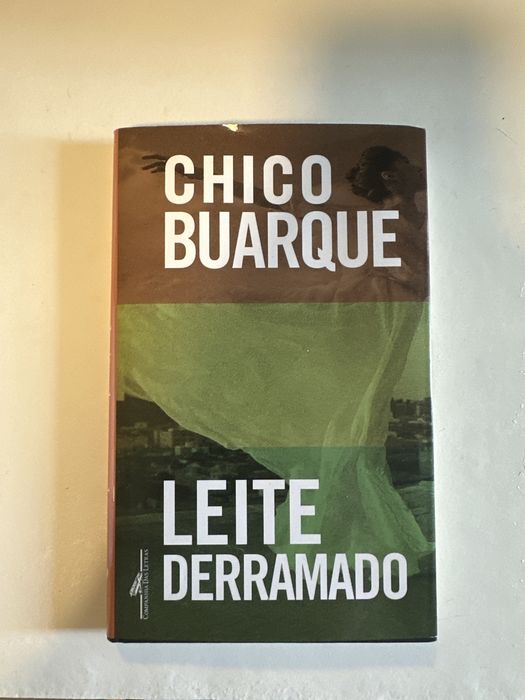 CHICO
BUARQUE
LEITE
DERRAMADO
COMPANHIA DAS LETRAS